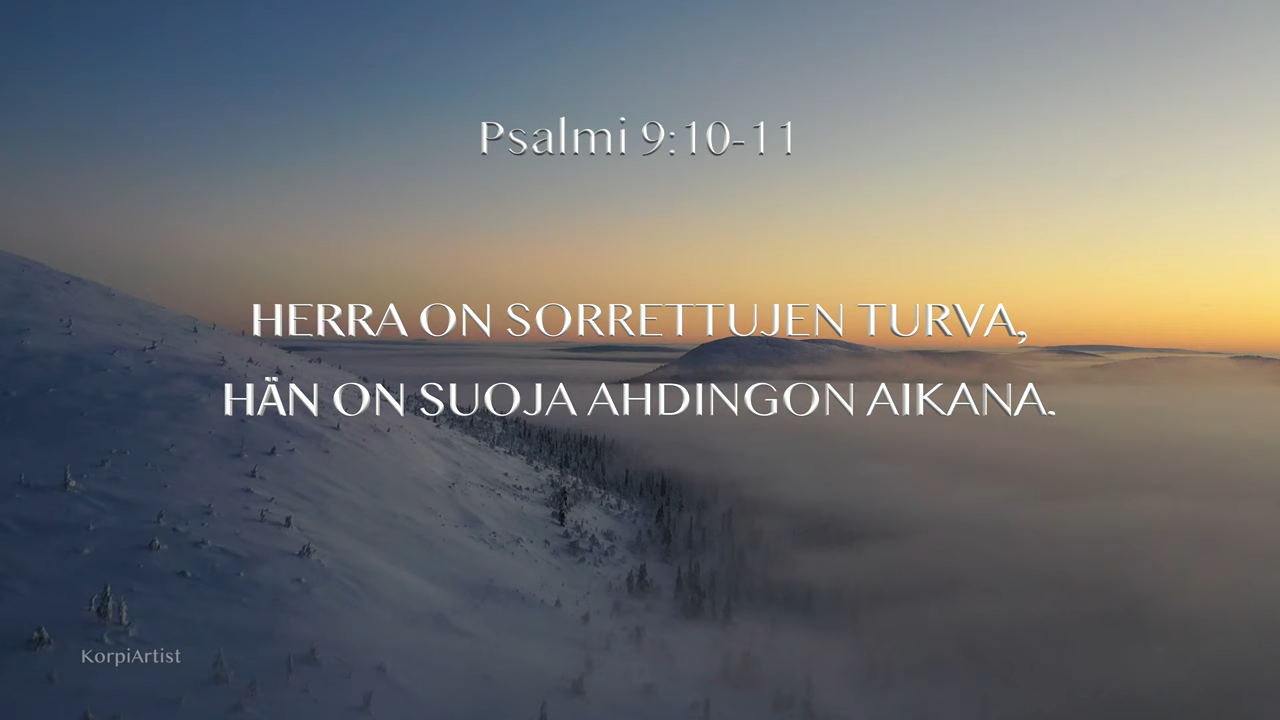 Psalmi 9:10-11
HERRA ON SORRETTUJEN TURVA,
HÄN ON SUOJA AHDINGON AIKANA.
KorpiArtist